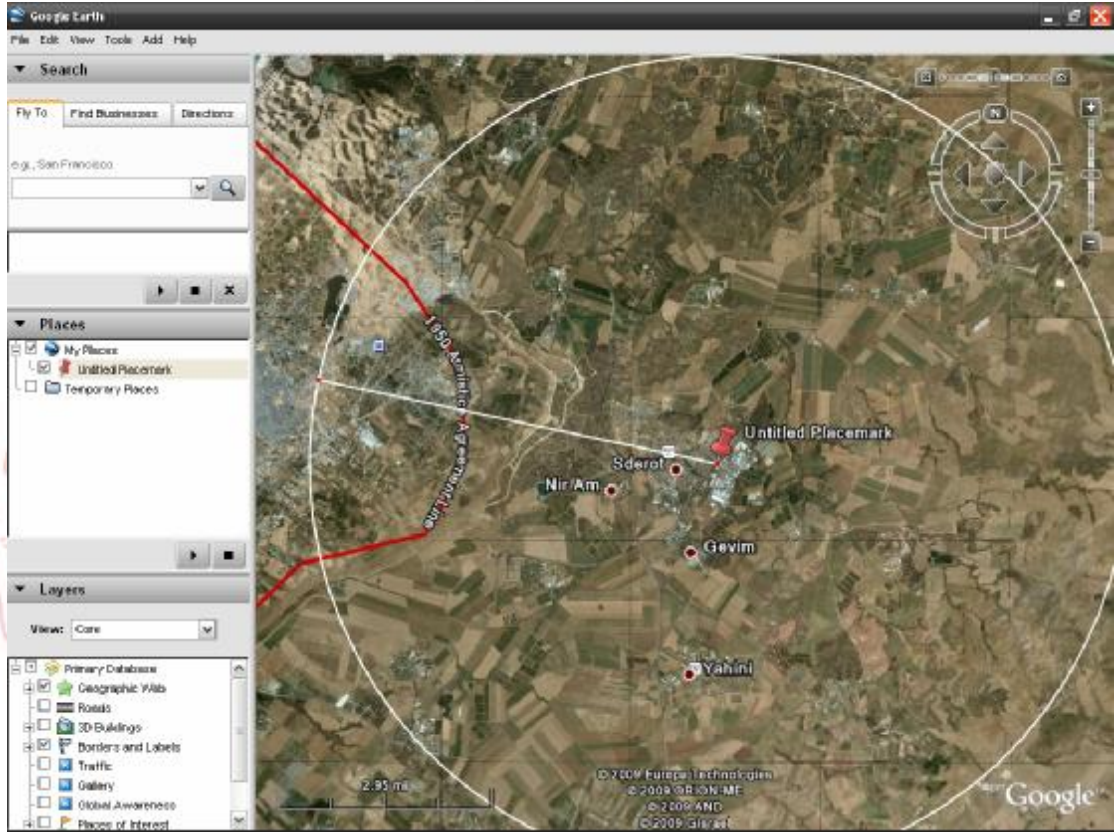 Google Earth
File Edit View Tools Add Help
Search
Fly To Find Businesses Directions
e.g., San Francisco
Places
My Places
Untitled Placemark
Temporary Places
Layers
View: Core
Primary Database
Geographic Web
Roads
3D Buildings
Borders and Labels
Traffic
Gallery
Global Awareness
Places of Interest
N
1950 Armistice Agreement Line
Untitled Placemark
Sderot
Nir Am
Gevim
Yahini
2.95 mi
© 2009 Europa Technologies
© 2009 ORION-ME
© 2009 AND
© 2009 Gisrael
Google